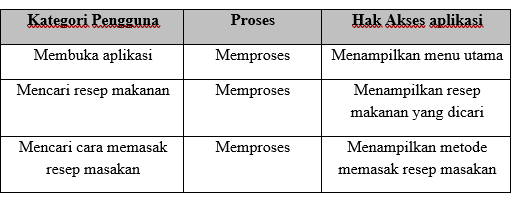 Kategori Pengguna Proses Hak Akses aplikasi
Membuka aplikasi Memproses Menampilkan menu utama
Mencari resep makanan Memproses Menampilkan resep
makanan yang dicari
Mencari cara memasak Memproses Menampilkan metode
resep masakan memasak resep masakan